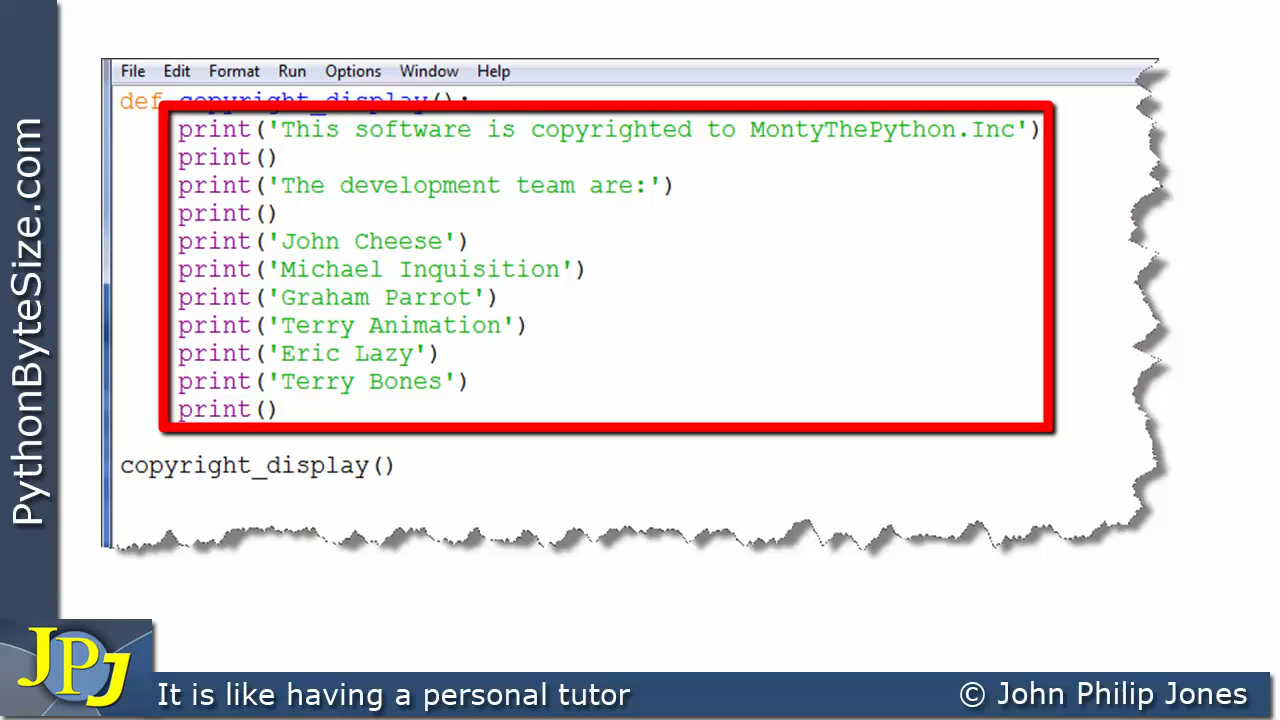 File Edit Format Run Options Window Help
def copyright_display():
print('This software is copyrighted to MontyThePython.Inc')
print()
print('The development team are:')
print()
print('John Cheese')
print('Michael Inquisition')
print('Graham Parrot')
print('Terry Animation')
print('Eric Lazy')
print('Terry Bones')
print()
copyright_display()
PythonByteSize.com
JPJ
It is like having a personal tutor
© John Philip Jones